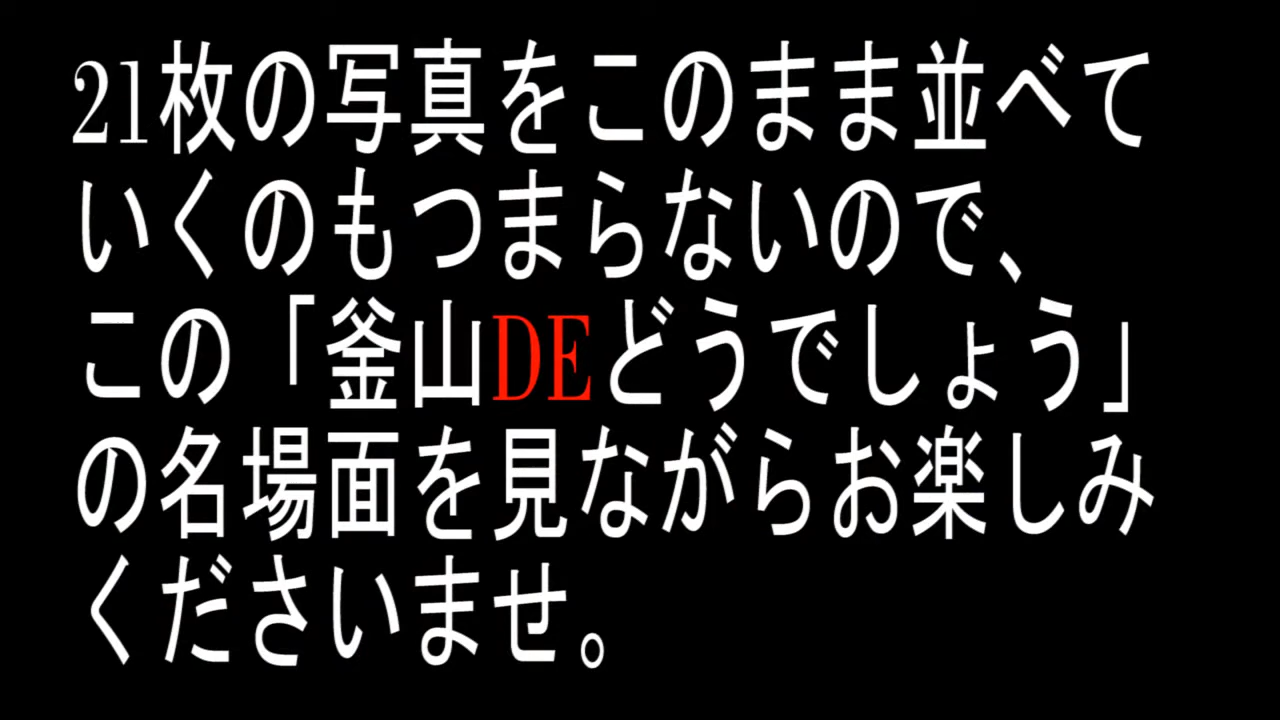 21枚の写真をこのまま並べて
いくのもつまらないので、
この「釜山DEどうでしょう」
の名場面を見ながらお楽しみ
くださいませ。